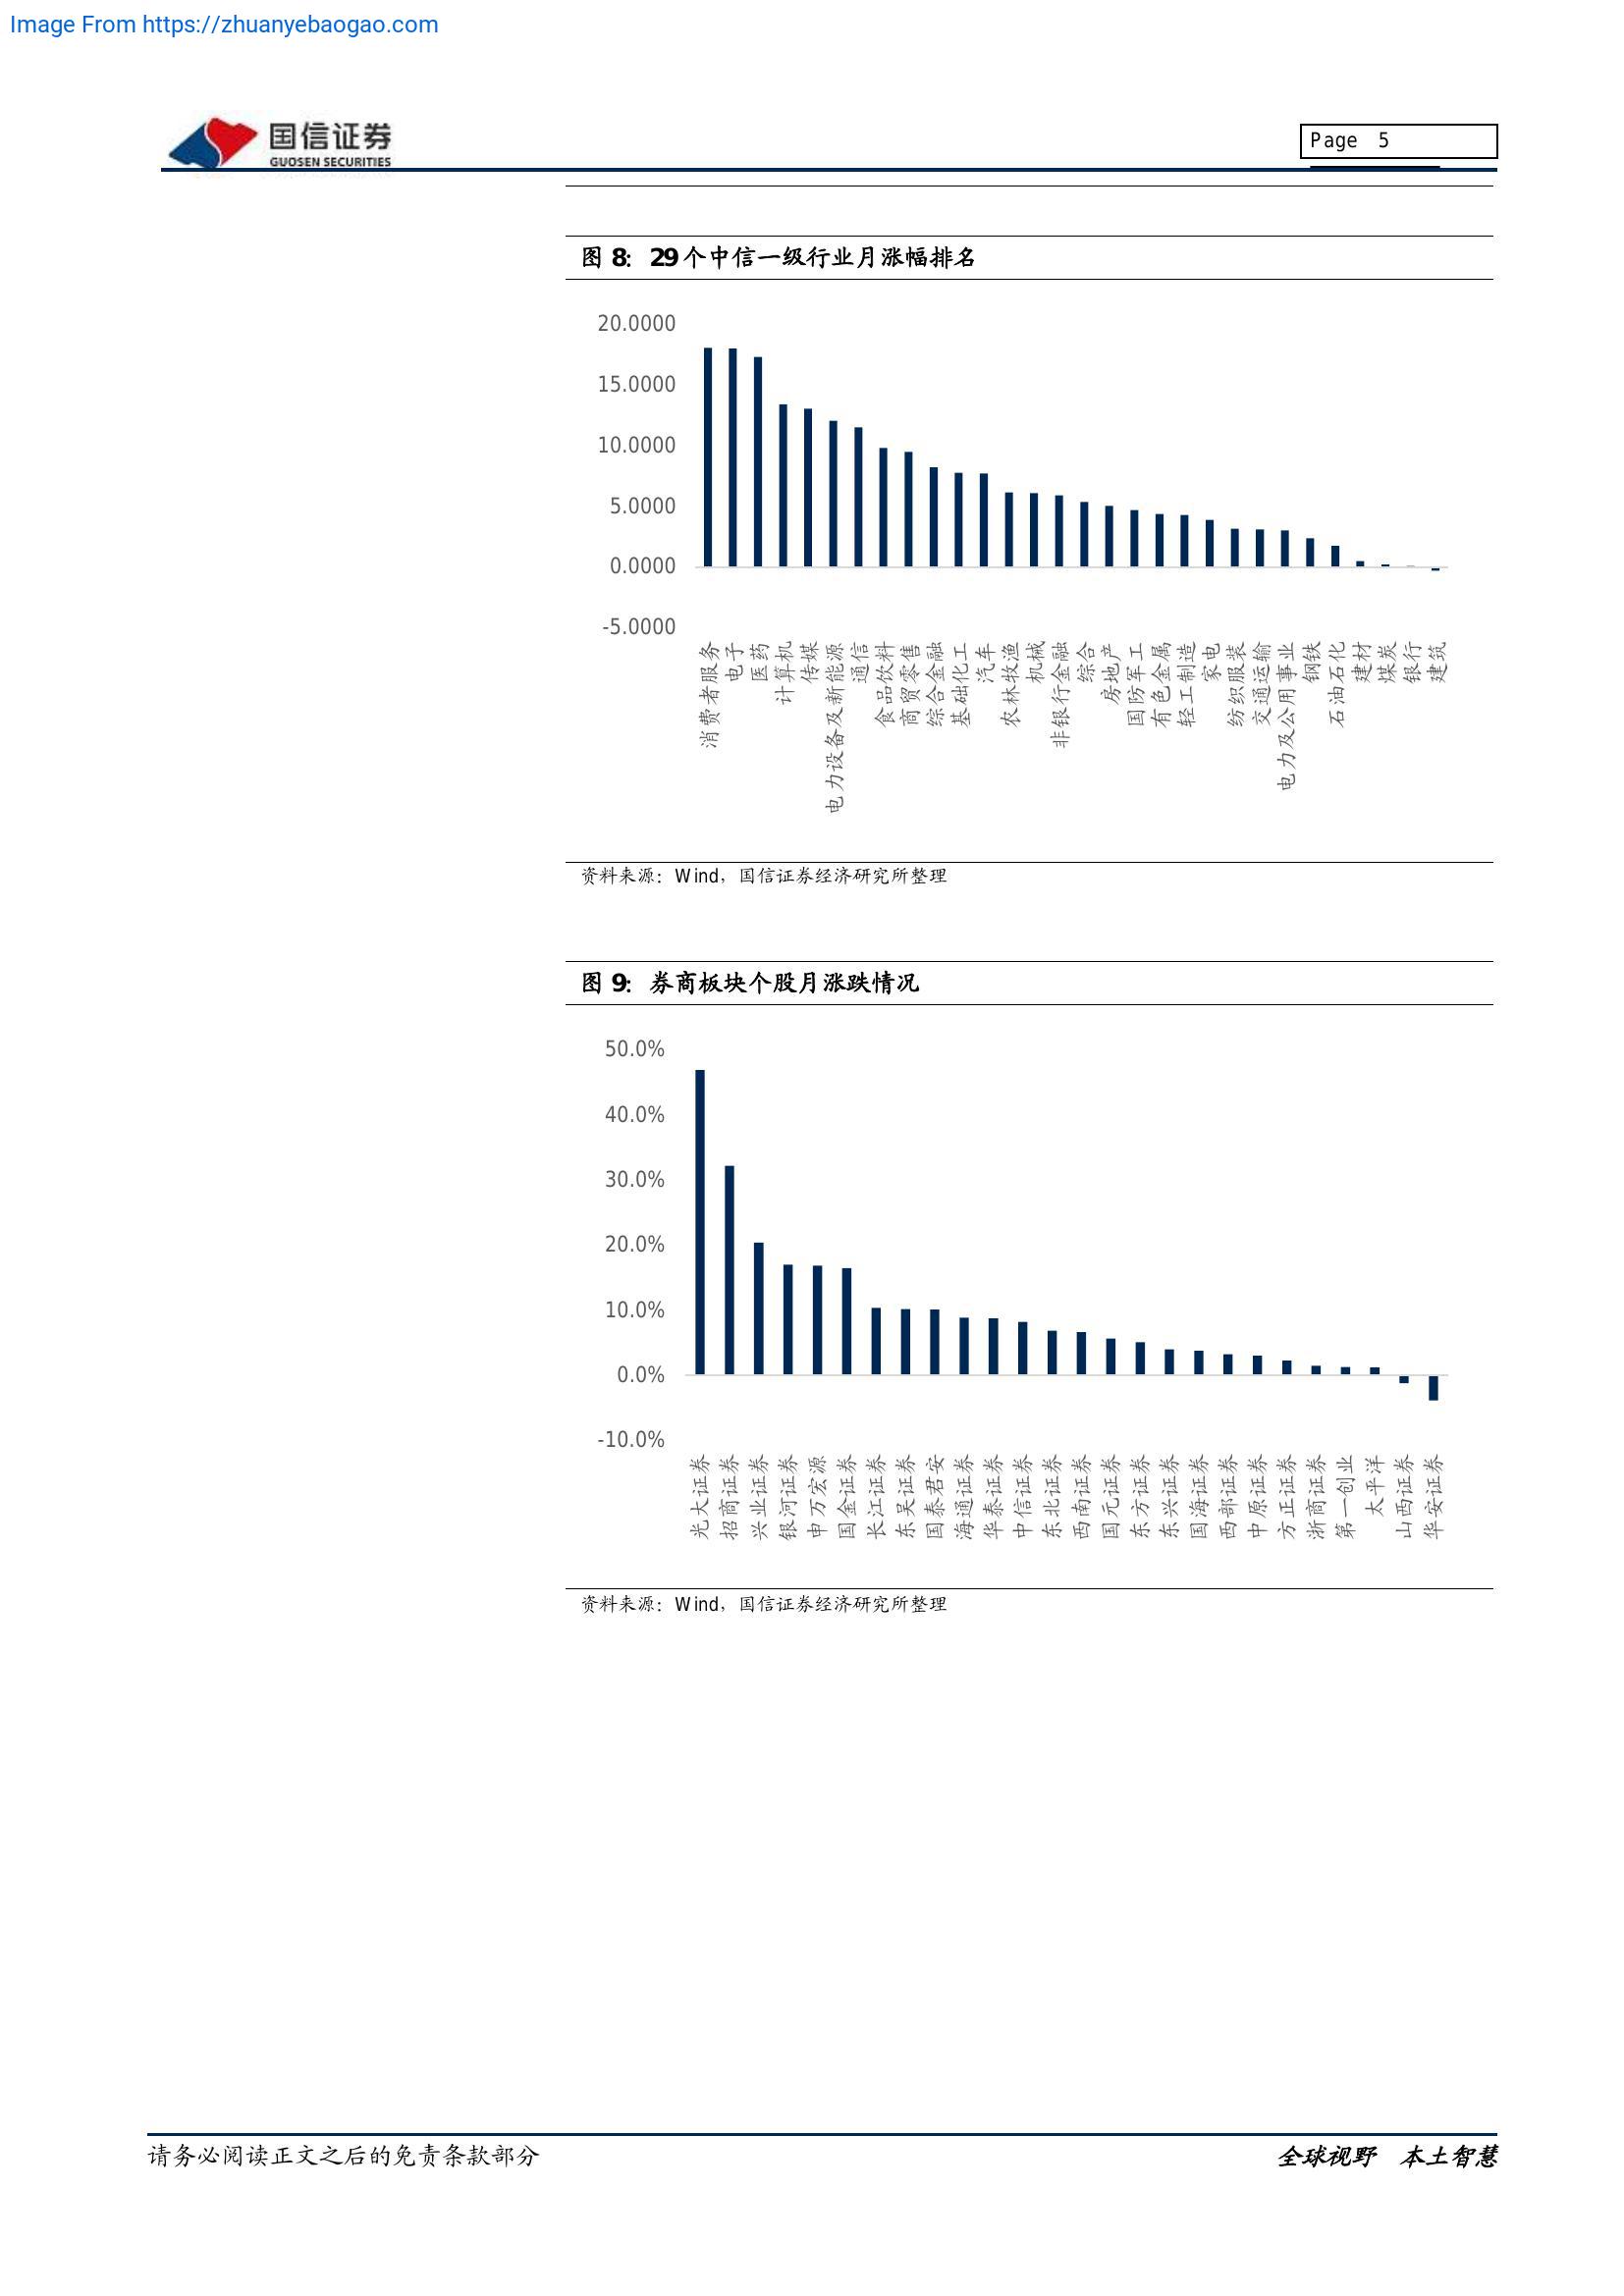 Image From https://zhuanyebaogao.com
国信证券
GUOSEN SECURITIES
Page 5
图 8: 29个中信一级行业月涨幅排名
20.0000
15.0000
10.0000
5.0000
0.0000
-5.0000
消费者服务
电子
医药
计算机
传媒
电力设备及新能源
通信
食品饮料
商贸零售
综合金融
基础化工
汽车
农林牧渔
机械
非银行金融
综合
房地产
国防军工
有色金属
轻工制造
家电
纺织服装
交通运输
电力及公用事业
钢铁
石油石化
建材
煤炭
银行
建筑
资料来源：Wind，国信证券经济研究所整理
图 9: 券商板块个股月涨跌情况
50.0%
40.0%
30.0%
20.0%
10.0%
0.0%
-10.0%
光大证券
招商证券
兴业证券
银河证券
申万宏源
国金证券
长江证券
东吴证券
国泰君安
海通证券
华泰证券
中信证券
东北证券
西南证券
国元证券
东方证券
东兴证券
国海证券
西部证券
中原证券
方正证券
浙商证券
第一创业
太平洋
山西证券
华安证券
资料来源：Wind，国信证券经济研究所整理
请务必阅读正文之后的免责条款部分
全球视野 本土智慧